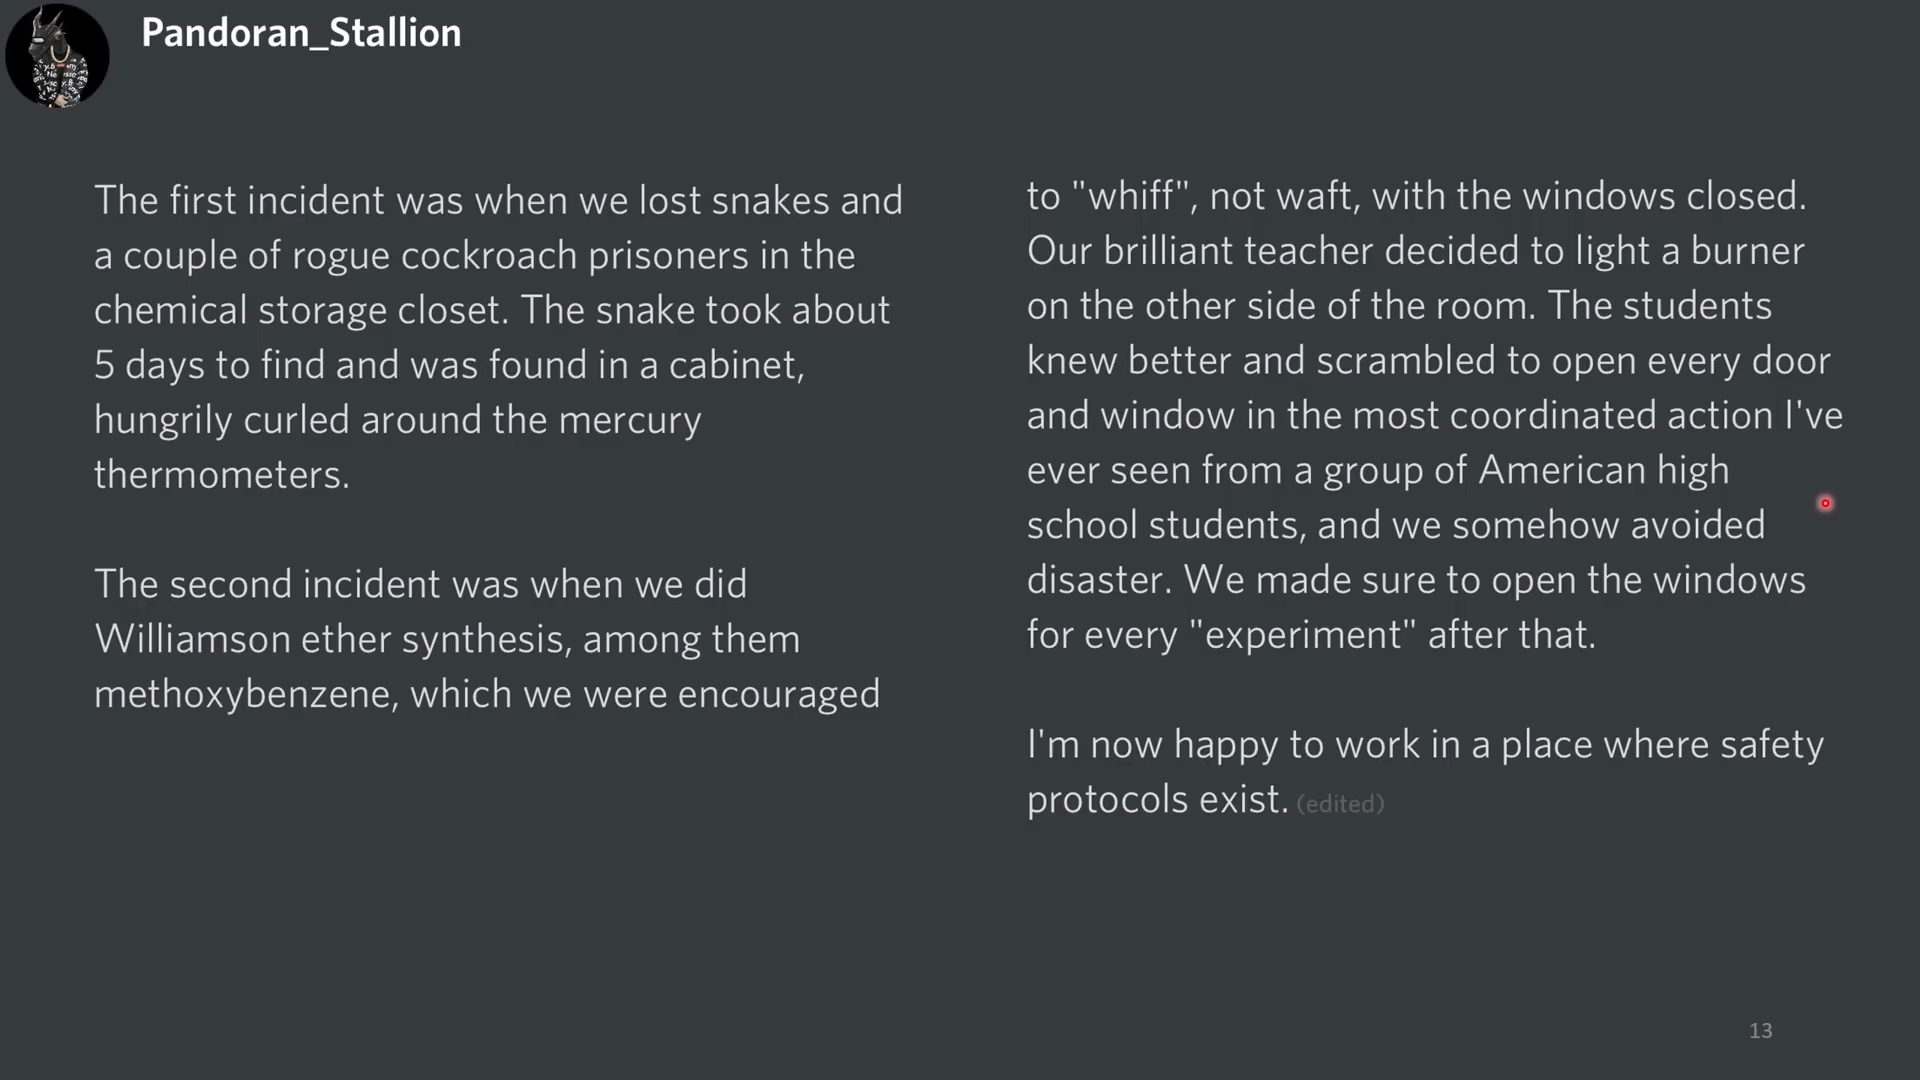 Pandoran_Stallion
The first incident was when we lost snakes and
a couple of rogue cockroach prisoners in the
chemical storage closet. The snake took about
5 days to find and was found in a cabinet,
hungrily curled around the mercury
thermometers.
The second incident was when we did
Williamson ether synthesis, among them
methoxybenzene, which we were encouraged
to "whiff", not waft, with the windows closed.
Our brilliant teacher decided to light a burner
on the other side of the room. The students
knew better and scrambled to open every door
and window in the most coordinated action I've
ever seen from a group of American high
school students, and we somehow avoided
disaster. We made sure to open the windows
for every "experiment" after that.
I'm now happy to work in a place where safety
protocols exist. (edited)
13